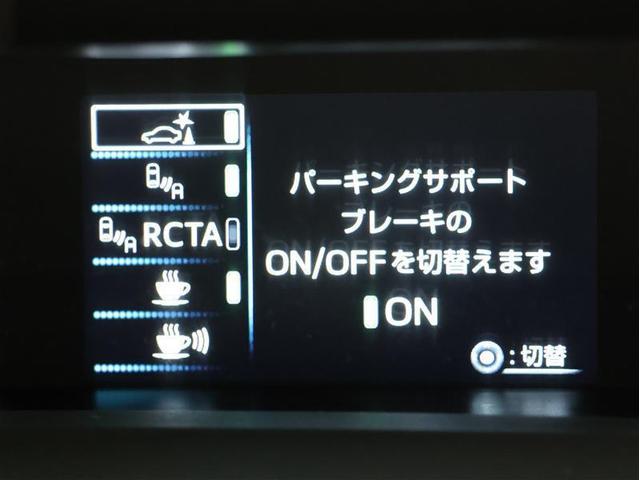 RCTA
パーキングサポート
ブレーキの
ON/OFFを切替えます
ON
:切替